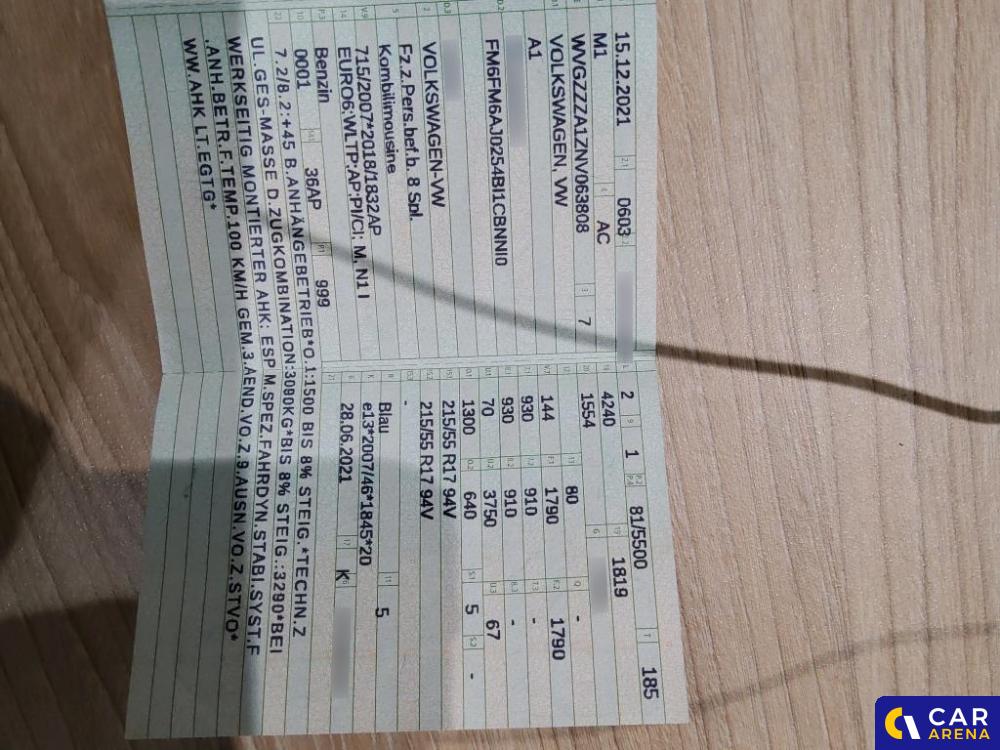 15.12.2021 0603
M1 AC
WVGZZZA1ZNV063808 7
VOLKSWAGEN, VW
A1
FM6FM6AJ0254BI1CBNNI0
VOLKSWAGEN-VW
Fz.z.Pers.bef.b. 8 Spl.
Kombilimousine
715/2007*2018/1832AP
EURO6;WLTP;AP;PI/CI; M, N1 I
Benzin
0001 36AP 999
2 1 81/5500 185
4240 1819
1554
80 -
144 1790 1790
930 910 -
930 910 -
70 3750 67
1300 640 5 -
215/55 R17 94V
215/55 R17 94V
-
Blau 5
e13*2007/46*1845*20
28.06.2021 K
7.2/8.2:+45 B.ANHÄNGEBETRIEB*O.1:1500 BIS 8% STEIG.*TECHN.Z
UL.GES-MASSE D.ZUGKOMBINATION:3090KG*BIS 8% STEIG.:3290*BEI
WERKSEITIG MONTIERTER AHK: ESP M.SPEZ.FAHRDYN.STABI.SYST.F
.ANH.BETR.F.TEMP.100 KM/H GEM.3.AEND.VO.Z.9.AUSN.VO.Z.STVO*
WW.AHK LT.EGTG*
CAR
ARENA